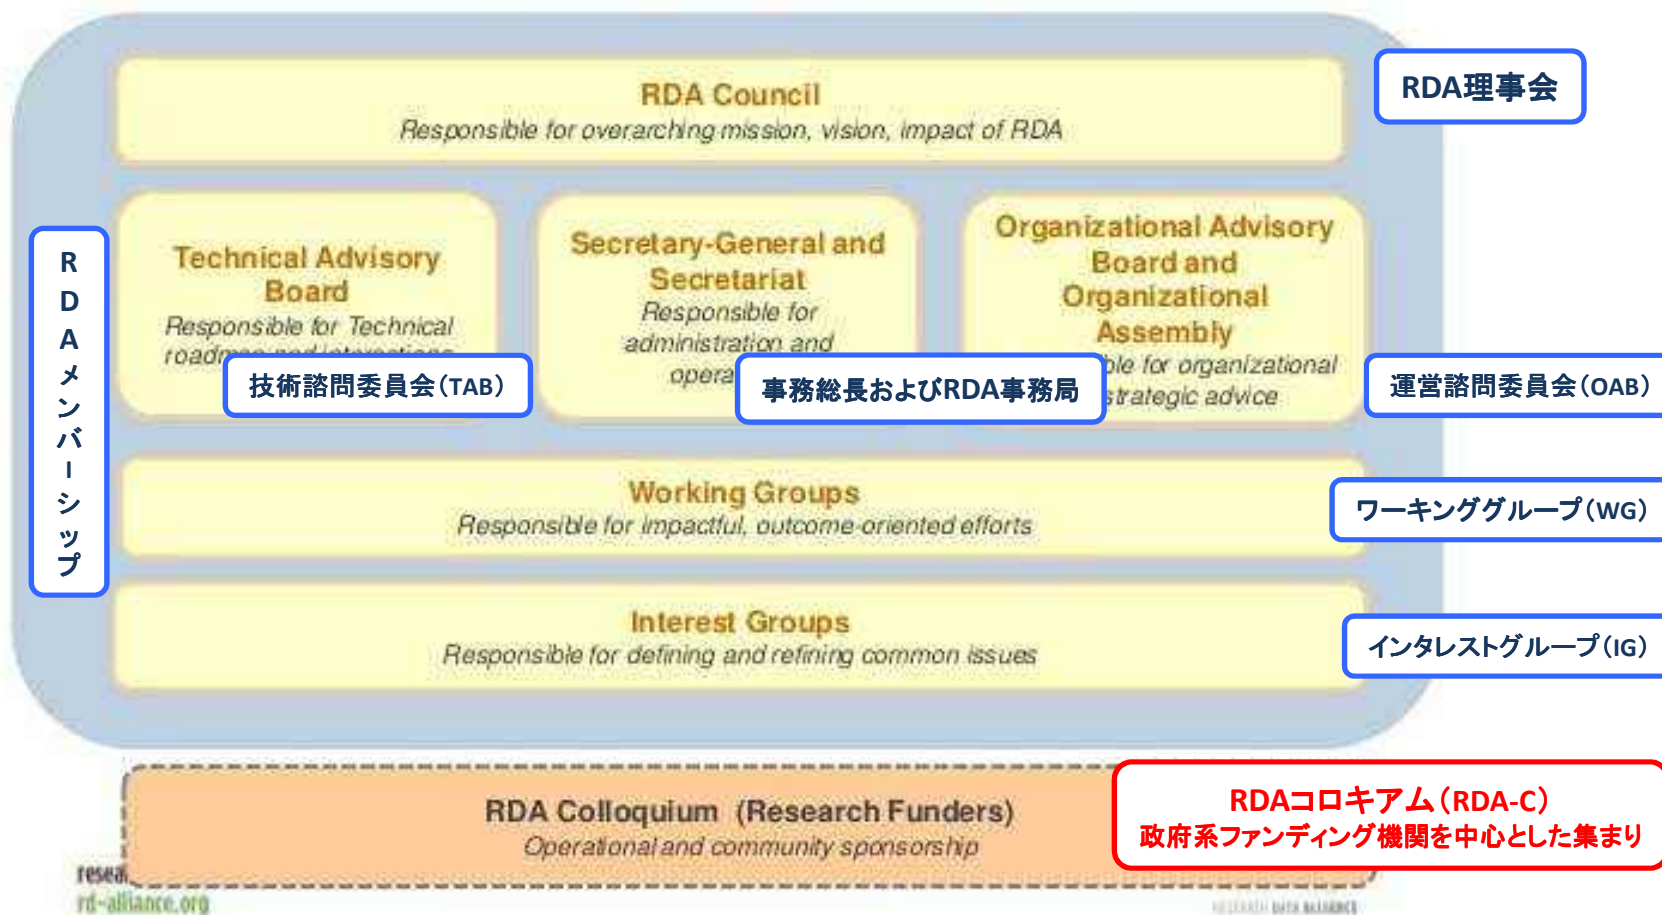 RDA Council
Responsible for overarching mission, vision, impact of RDA
RDA理事会
RDAメンバーシップ
Technical Advisory
Board
Responsible for Technical
技術諮問委員会(TAB)
Secretary-General and
Secretariat
Responsible for
administration and
事務総長およびRDA事務局
Organizational Advisory
Board and
Organizational
Assembly
for organizational
strategic advice
運営諮問委員会(OAB)
Working Groups
Responsible for impactful, outcome-oriented efforts
ワーキンググループ(WG)
Interest Groups
Responsible for defining and refining common issues
インタレストグループ(IG)
RDA Colloquium (Research Funders)
Operational and community sponsorship
RDAコロキアム(RDA-C)
政府系ファンディング機関を中心とした集まり
rd-alliance.org
RESEARCH DATA ALLIANCE